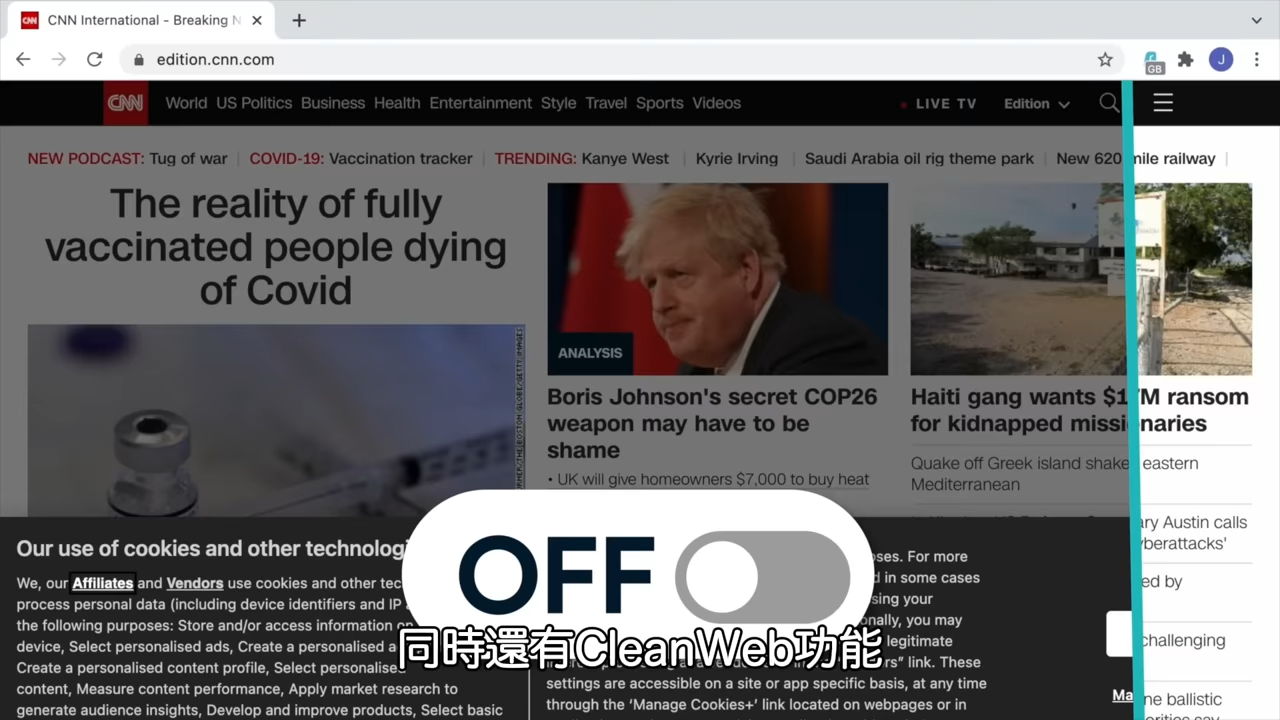 CNN International - Breaking N
edition.cnn.com
GB
J
CNN World US Politics Business Health Entertainment Style Travel Sports Videos LIVE TV Edition
NEW PODCAST: Tug of war COVID-19: Vaccination tracker TRENDING: Kanye West Kyrie Irving Saudi Arabia oil rig theme park New 620 mile railway
The reality of fully
vaccinated people dying
of Covid
ANALYSIS
Boris Johnson's secret COP26
weapon may have to be
shame
• UK will give homeowners $7,000 to buy heat
Haiti gang wants $17M ransom
for kidnapped missionaries
Quake off Greek island shakes eastern
Mediterranean
ary Austin calls
yberattacks'
ed by
challenging
ne ballistic
Our use of cookies and other technologi
We, our Affiliates and Vendors use cookies and other tec
process personal data (including device identifiers and IP a
the following purposes: Store and/or access information on
device, Select personalised ads, Create a personalised a
Create a personalised content profile, Select personalised
content, Measure content performance, Apply market research to
generate audience insights, Develop and improve products, Select basic
oses. For more
d in some cases
sing your
onally, you may
legitimate
ers” link. These
settings are accessible on a site or app specific basis, at any time
through the ‘Manage Cookies+’ link located on webpages or in
Ma
OFF
同時還有CleanWeb功能